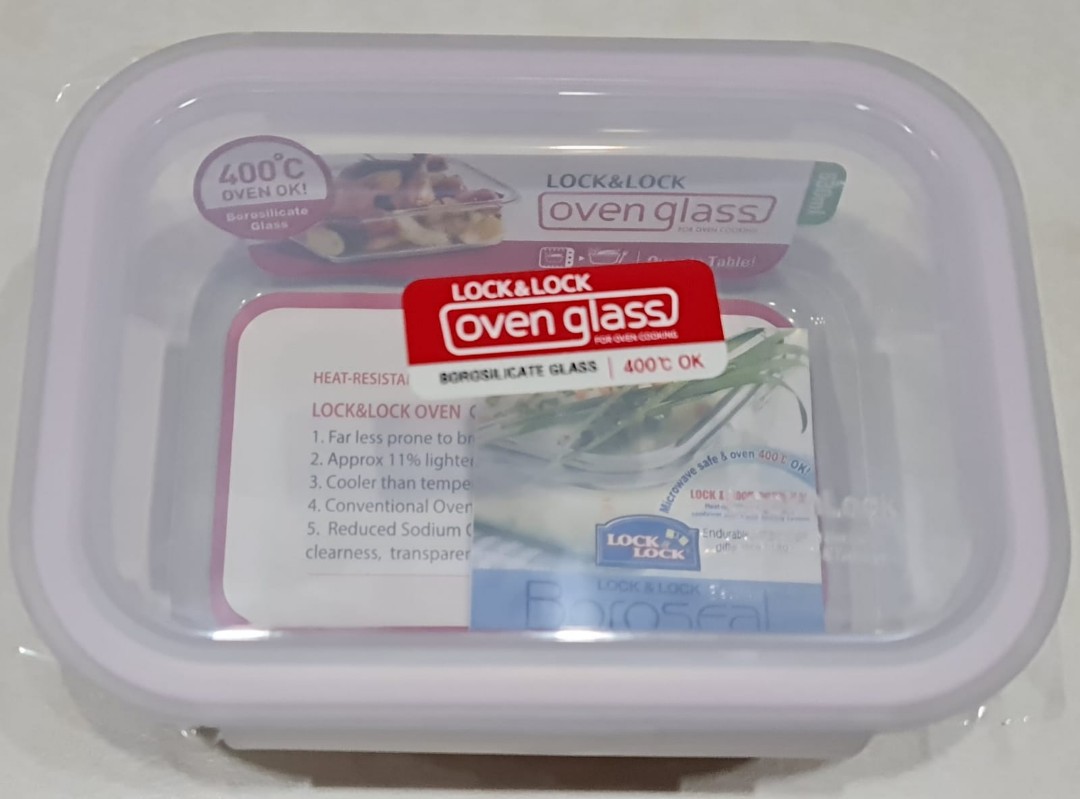 400°C
OVEN OK!
Borosilicate
Glass
LOCK&LOCK
oven glass
FOR OVEN COOKING
Table!
LOCK&LOCK
oven glass
FOR OVEN COOKING
BOROSILICATE GLASS | 400℃ OK
HEAT-RESISTA
LOCK&LOCK OVEN
1. Far less prone to br
2. Approx 11% lighter
3. Cooler than tempe
4. Conventional Oven
5. Reduced Sodium
clearness, transparen
Microwave safe & oven 400℃ OK!
LOCK
LOCK & LOCK
Endurable
LOCK & LOCK
Boroseal